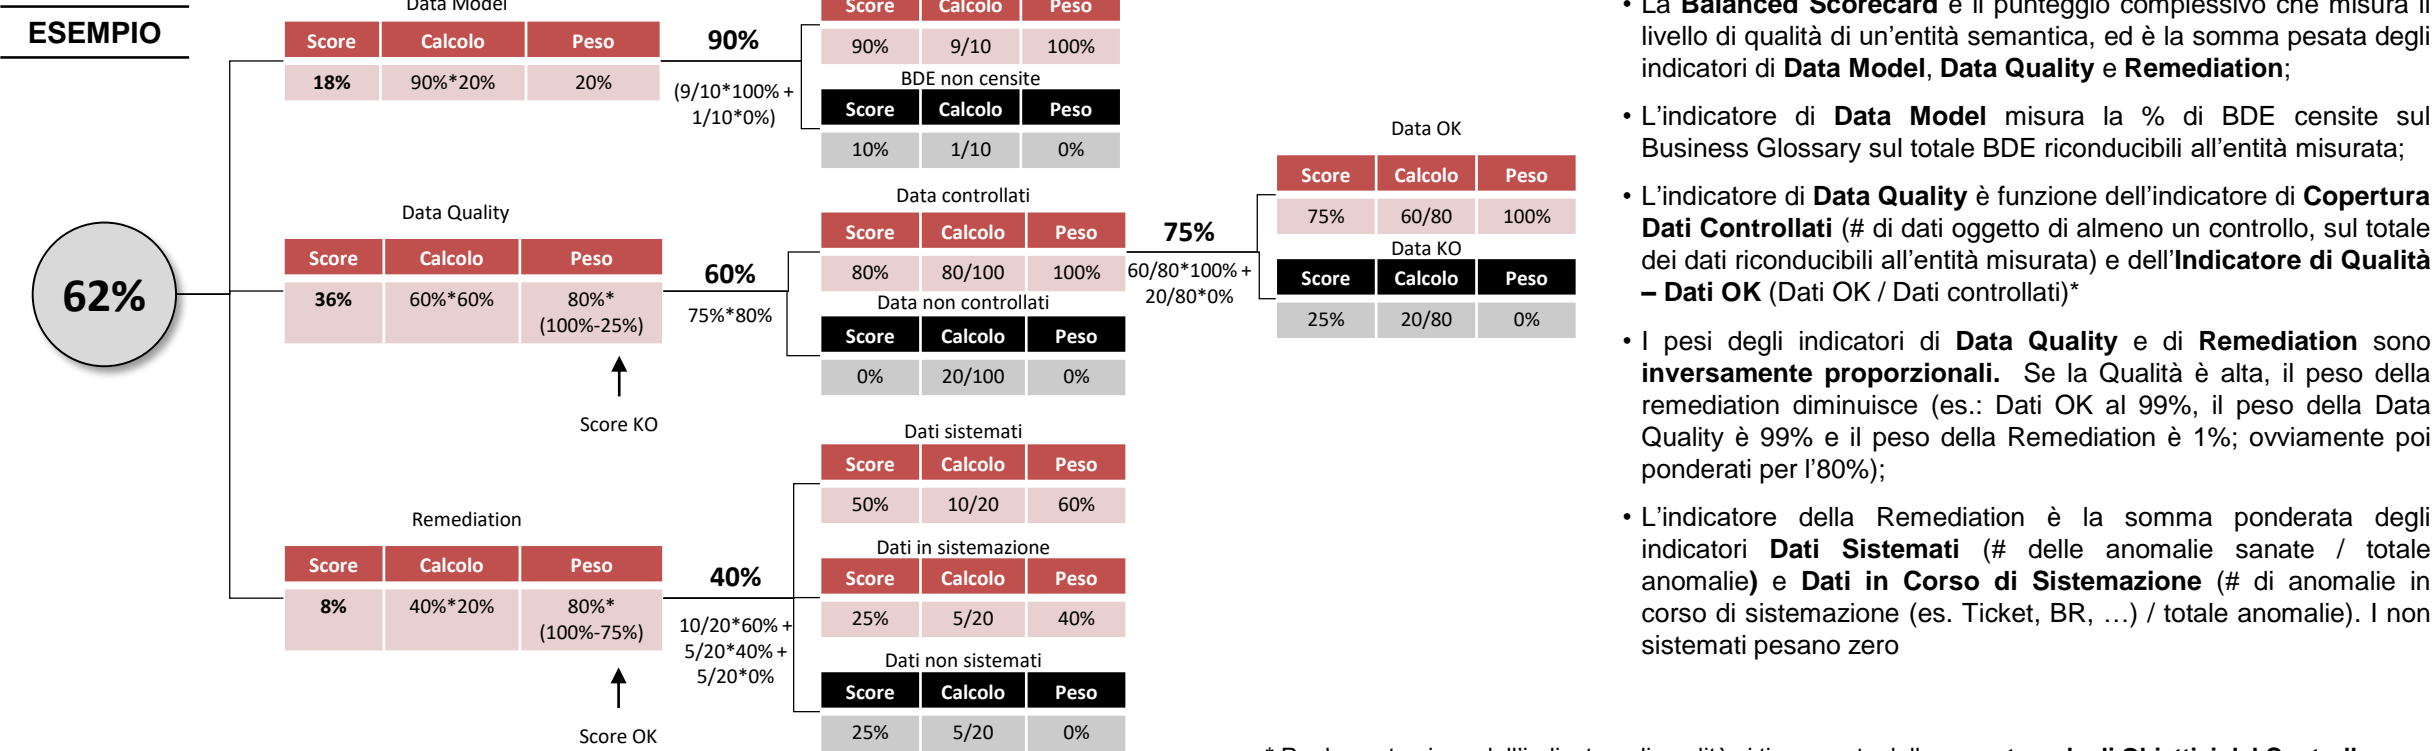 ESEMPIO
62%
Data Model
Score Calcolo Peso
18% 90%*20% 20%
90%
(9/10*100% +
1/10*0%)
Score Calcolo Peso
90% 9/10 100%
BDE non censite
Score Calcolo Peso
10% 1/10 0%
Data Quality
Score Calcolo Peso
36% 60%*60% 80%*
(100%-25%)
Score KO
60%
75%*80%
Data controllati
Score Calcolo Peso
80% 80/100 100%
Data non controllati
Score Calcolo Peso
0% 20/100 0%
75%
60/80*100% +
20/80*0%
Data OK
Score Calcolo Peso
75% 60/80 100%
Data KO
Score Calcolo Peso
25% 20/80 0%
Remediation
Score Calcolo Peso
8% 40%*20% 80%*
(100%-75%)
Score OK
40%
10/20*60% +
5/20*40% +
5/20*0%
Dati sistemati
Score Calcolo Peso
50% 10/20 60%
Dati in sistemazione
Score Calcolo Peso
25% 5/20 40%
Dati non sistemati
Score Calcolo Peso
25% 5/20 0%
• La Balanced Scorecard è il punteggio complessivo che misura il
livello di qualità di un’entità semantica, ed è la somma pesata degli
indicatori di Data Model, Data Quality e Remediation;
• L’indicatore di Data Model misura la % di BDE censite sul
Business Glossary sul totale BDE riconducibili all’entità misurata;
• L’indicatore di Data Quality è funzione dell’indicatore di Copertura
Dati Controllati (# di dati oggetto di almeno un controllo, sul totale
dei dati riconducibili all’entità misurata) e dell’Indicatore di Qualità
– Dati OK (Dati OK / Dati controllati)*
• I pesi degli indicatori di Data Quality e di Remediation sono
inversamente proporzionali. Se la Qualità è alta, il peso della
remediation diminuisce (es.: Dati OK al 99%, il peso della Data
Quality è 99% e il peso della Remediation è 1%; ovviamente poi
ponderati per l’80%);
• L’indicatore della Remediation è la somma ponderata degli
indicatori Dati Sistemati (# delle anomalie sanate / totale
anomalie) e Dati in Corso di Sistemazione (# di anomalie in
corso di sistemazione (es. Ticket, BR, …) / totale anomalie). I non
sistemati pesano zero